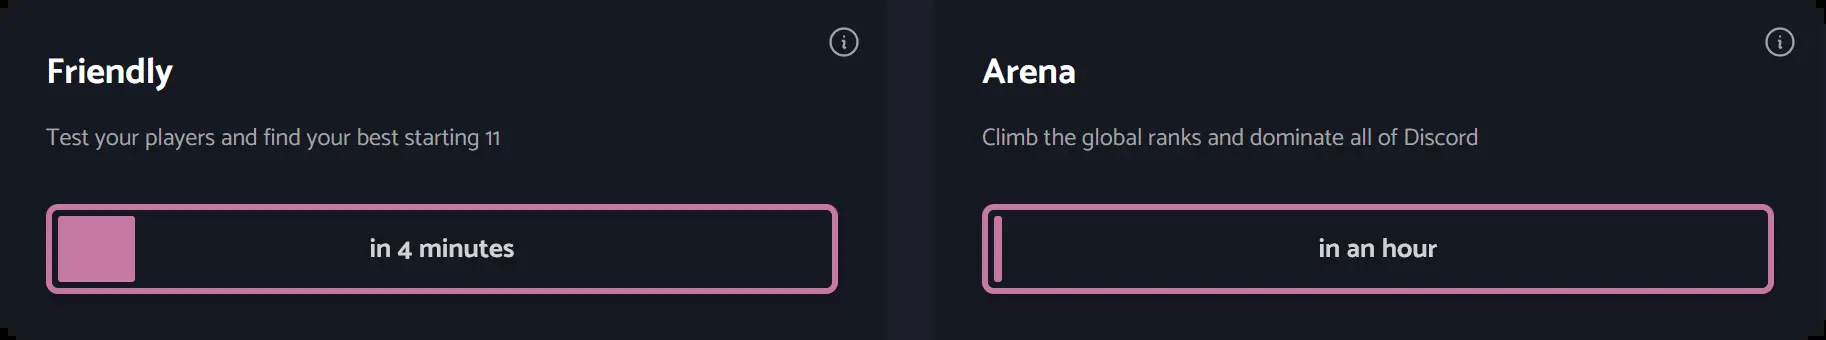 Friendly
Test your players and find your best starting 11
in 4 minutes
Arena
Climb the global ranks and dominate all of Discord
in an hour